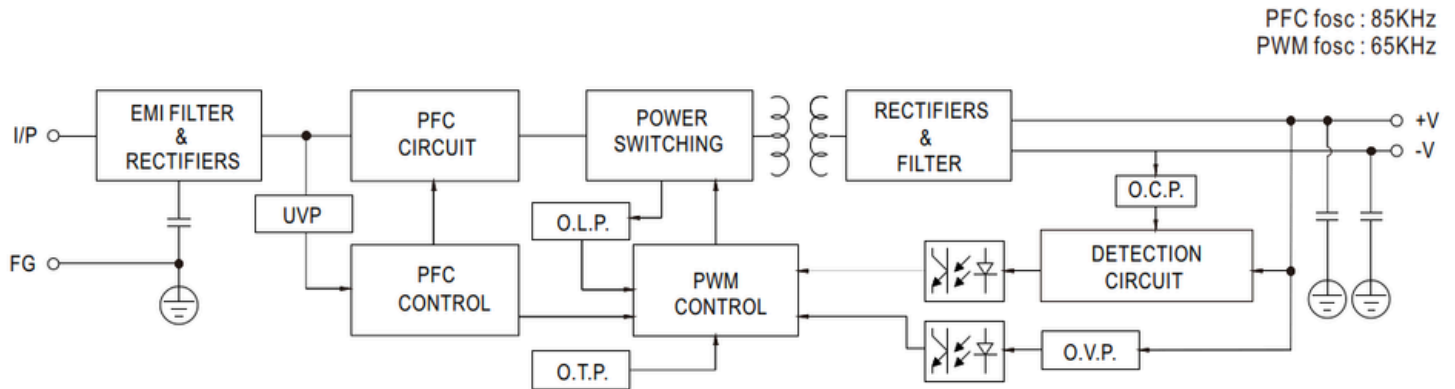 PFC fosc : 85KHz
PWM fosc : 65KHz
I/P
EMI FILTER
&
RECTIFIERS
PFC
CIRCUIT
POWER
SWITCHING
RECTIFIERS
&
FILTER
+V
-V
UVP
O.L.P.
O.C.P.
FG
PFC
CONTROL
PWM
CONTROL
DETECTION
CIRCUIT
O.T.P.
O.V.P.